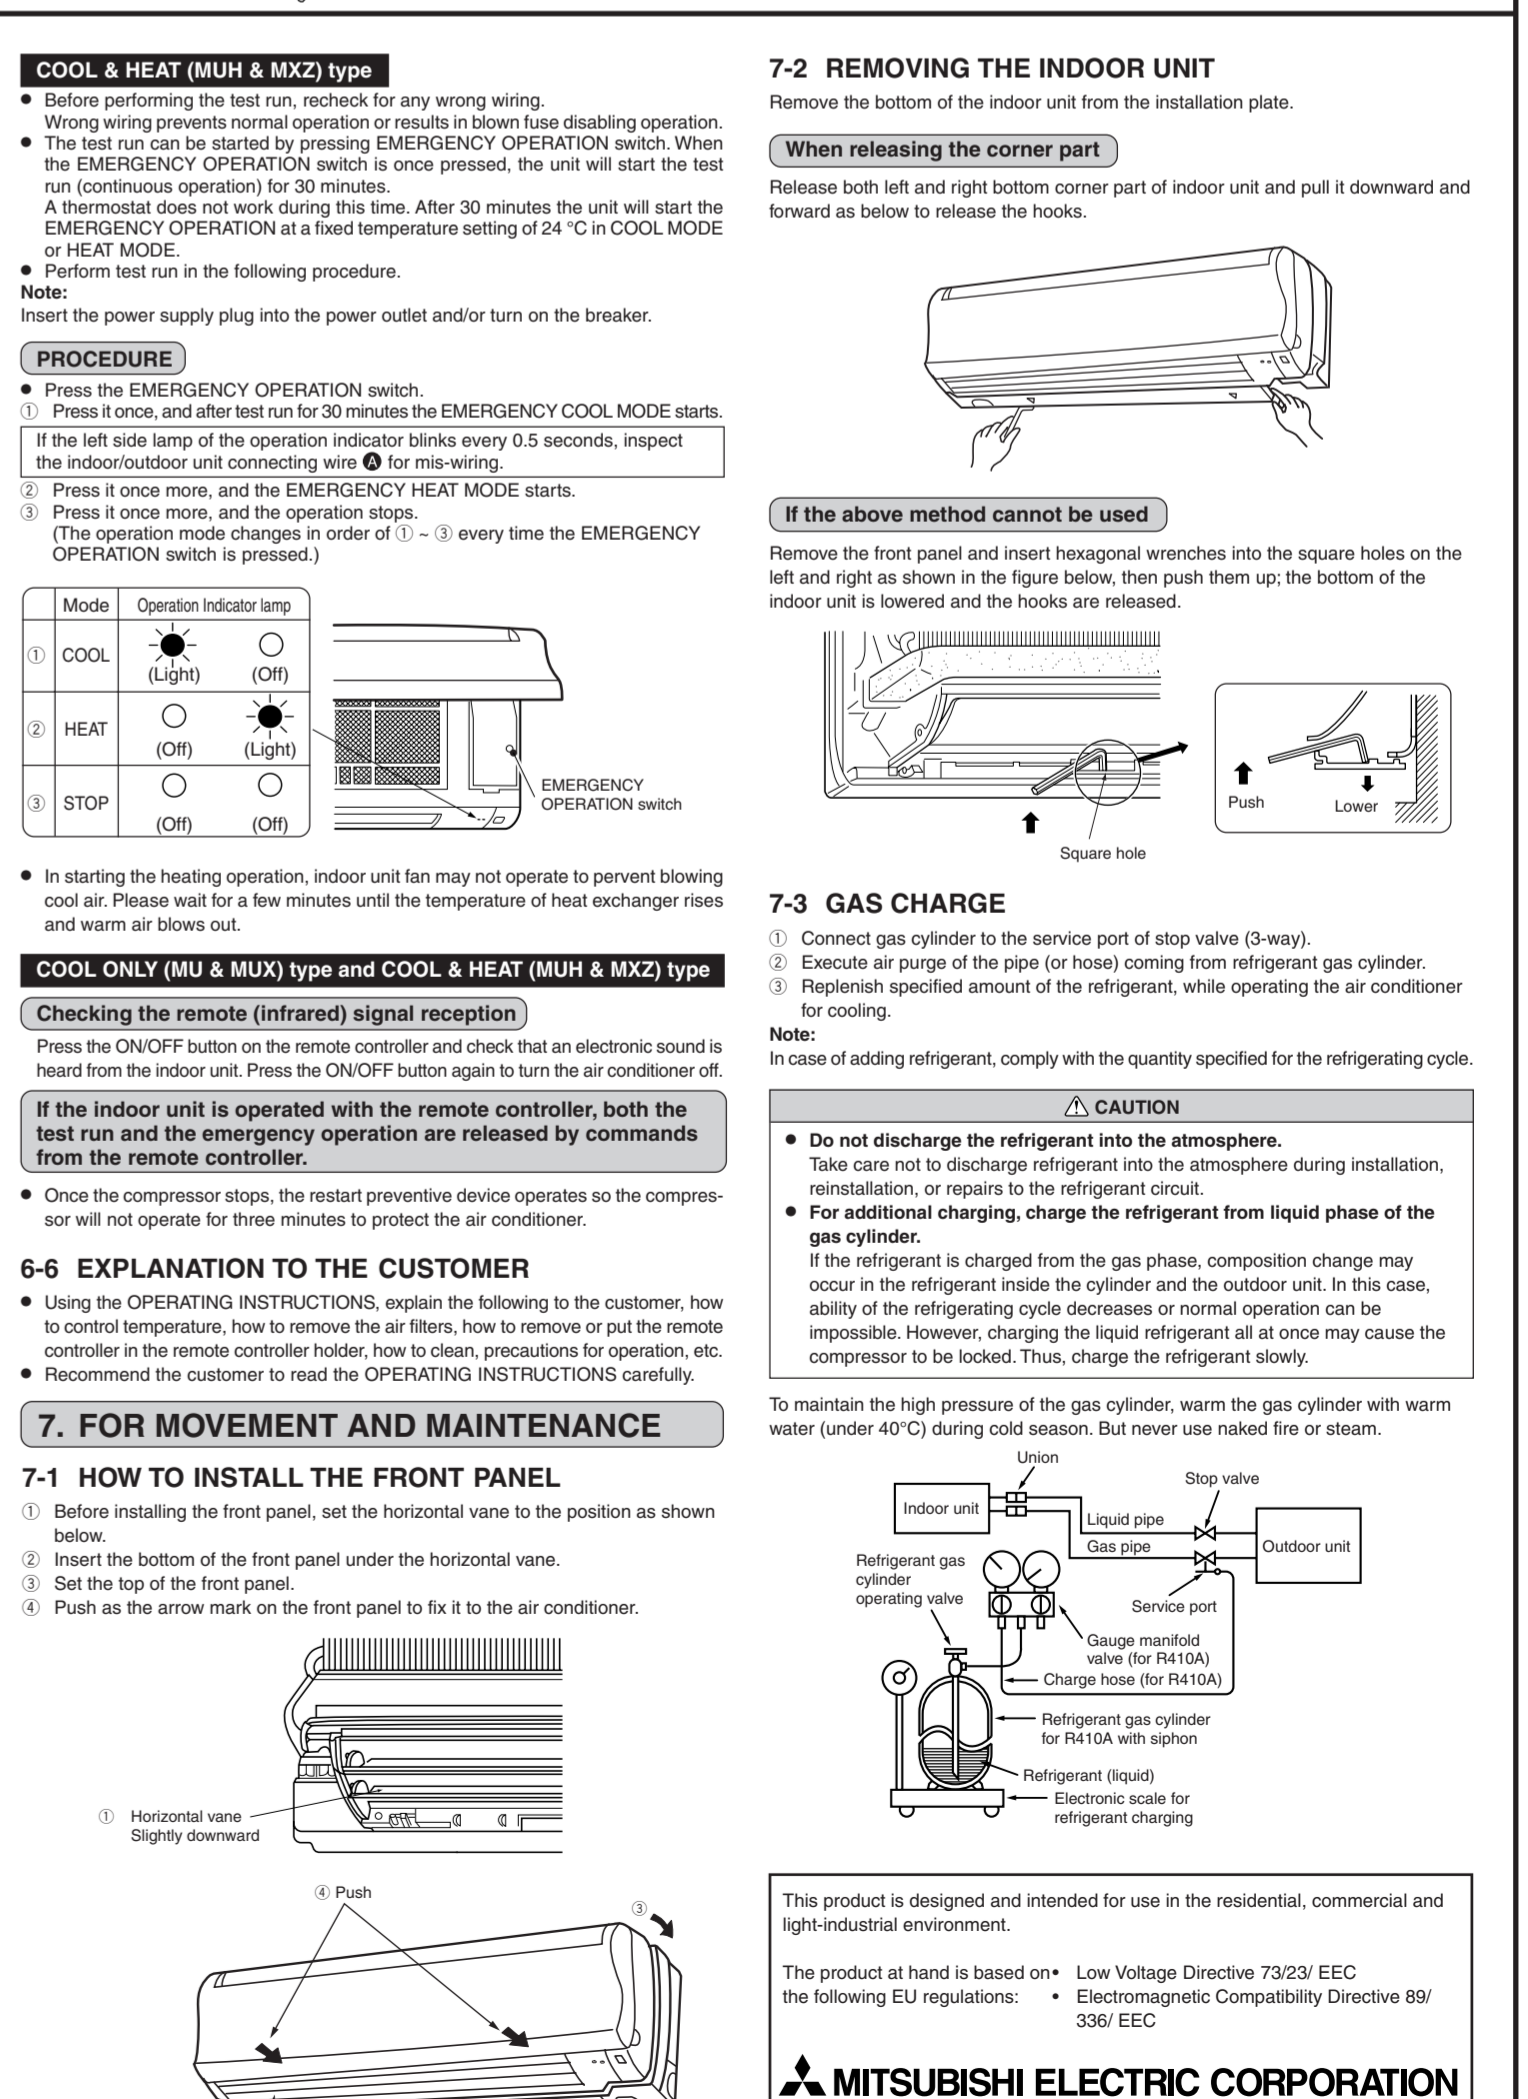 COOL & HEAT (MUH & MXZ) type
● Before performing the test run, recheck for any wrong wiring.
Wrong wiring prevents normal operation or results in blown fuse disabling operation.
● The test run can be started by pressing EMERGENCY OPERATION switch. When
the EMERGENCY OPERATION switch is once pressed, the unit will start the test
run (continuous operation) for 30 minutes.
A thermostat does not work during this time. After 30 minutes the unit will start the
EMERGENCY OPERATION at a fixed temperature setting of 24 °C in COOL MODE
or HEAT MODE.
● Perform test run in the following procedure.
Note:
Insert the power supply plug into the power outlet and/or turn on the breaker.
PROCEDURE
● Press the EMERGENCY OPERATION switch.
① Press it once, and after test run for 30 minutes the EMERGENCY COOL MODE starts.
If the left side lamp of the operation indicator blinks every 0.5 seconds, inspect
the indoor/outdoor unit connecting wire Ⓐ for mis-wiring.
② Press it once more, and the EMERGENCY HEAT MODE starts.
③ Press it once more, and the operation stops.
(The operation mode changes in order of ① ~ ③ every time the EMERGENCY
OPERATION switch is pressed.)
Mode Operation Indicator lamp
① COOL (Light) (Off)
② HEAT (Off) (Light)
③ STOP (Off) (Off)
EMERGENCY
OPERATION switch
● In starting the heating operation, indoor unit fan may not operate to pervent blowing
cool air. Please wait for a few minutes until the temperature of heat exchanger rises
and warm air blows out.
COOL ONLY (MU & MUX) type and COOL & HEAT (MUH & MXZ) type
Checking the remote (infrared) signal reception
Press the ON/OFF button on the remote controller and check that an electronic sound is
heard from the indoor unit. Press the ON/OFF button again to turn the air conditioner off.
If the indoor unit is operated with the remote controller, both the
test run and the emergency operation are released by commands
from the remote controller.
● Once the compressor stops, the restart preventive device operates so the compres-
sor will not operate for three minutes to protect the air conditioner.
6-6 EXPLANATION TO THE CUSTOMER
● Using the OPERATING INSTRUCTIONS, explain the following to the customer, how
to control temperature, how to remove the air filters, how to remove or put the remote
controller in the remote controller holder, how to clean, precautions for operation, etc.
● Recommend the customer to read the OPERATING INSTRUCTIONS carefully.
7. FOR MOVEMENT AND MAINTENANCE
7-1 HOW TO INSTALL THE FRONT PANEL
① Before installing the front panel, set the horizontal vane to the position as shown
below.
② Insert the bottom of the front panel under the horizontal vane.
③ Set the top of the front panel.
④ Push as the arrow mark on the front panel to fix it to the air conditioner.
① Horizontal vane
Slightly downward
④ Push
③
7-2 REMOVING THE INDOOR UNIT
Remove the bottom of the indoor unit from the installation plate.
When releasing the corner part
Release both left and right bottom corner part of indoor unit and pull it downward and
forward as below to release the hooks.
If the above method cannot be used
Remove the front panel and insert hexagonal wrenches into the square holes on the
left and right as shown in the figure below, then push them up; the bottom of the
indoor unit is lowered and the hooks are released.
Push
Lower
Square hole
7-3 GAS CHARGE
① Connect gas cylinder to the service port of stop valve (3-way).
② Execute air purge of the pipe (or hose) coming from refrigerant gas cylinder.
③ Replenish specified amount of the refrigerant, while operating the air conditioner
for cooling.
Note:
In case of adding refrigerant, comply with the quantity specified for the refrigerating cycle.
⚠ CAUTION
● Do not discharge the refrigerant into the atmosphere.
Take care not to discharge refrigerant into the atmosphere during installation,
reinstallation, or repairs to the refrigerant circuit.
● For additional charging, charge the refrigerant from liquid phase of the
gas cylinder.
If the refrigerant is charged from the gas phase, composition change may
occur in the refrigerant inside the cylinder and the outdoor unit. In this case,
ability of the refrigerating cycle decreases or normal operation can be
impossible. However, charging the liquid refrigerant all at once may cause the
compressor to be locked. Thus, charge the refrigerant slowly.
To maintain the high pressure of the gas cylinder, warm the gas cylinder with warm
water (under 40°C) during cold season. But never use naked fire or steam.
Union
Stop valve
Indoor unit
Liquid pipe
Gas pipe
Outdoor unit
Refrigerant gas
cylinder
operating valve
Service port
Gauge manifold
valve (for R410A)
Charge hose (for R410A)
Refrigerant gas cylinder
for R410A with siphon
Refrigerant (liquid)
Electronic scale for
refrigerant charging
This product is designed and intended for use in the residential, commercial and
light-industrial environment.
The product at hand is based on • Low Voltage Directive 73/23/ EEC
the following EU regulations: • Electromagnetic Compatibility Directive 89/
336/ EEC
MITSUBISHI ELECTRIC CORPORATION